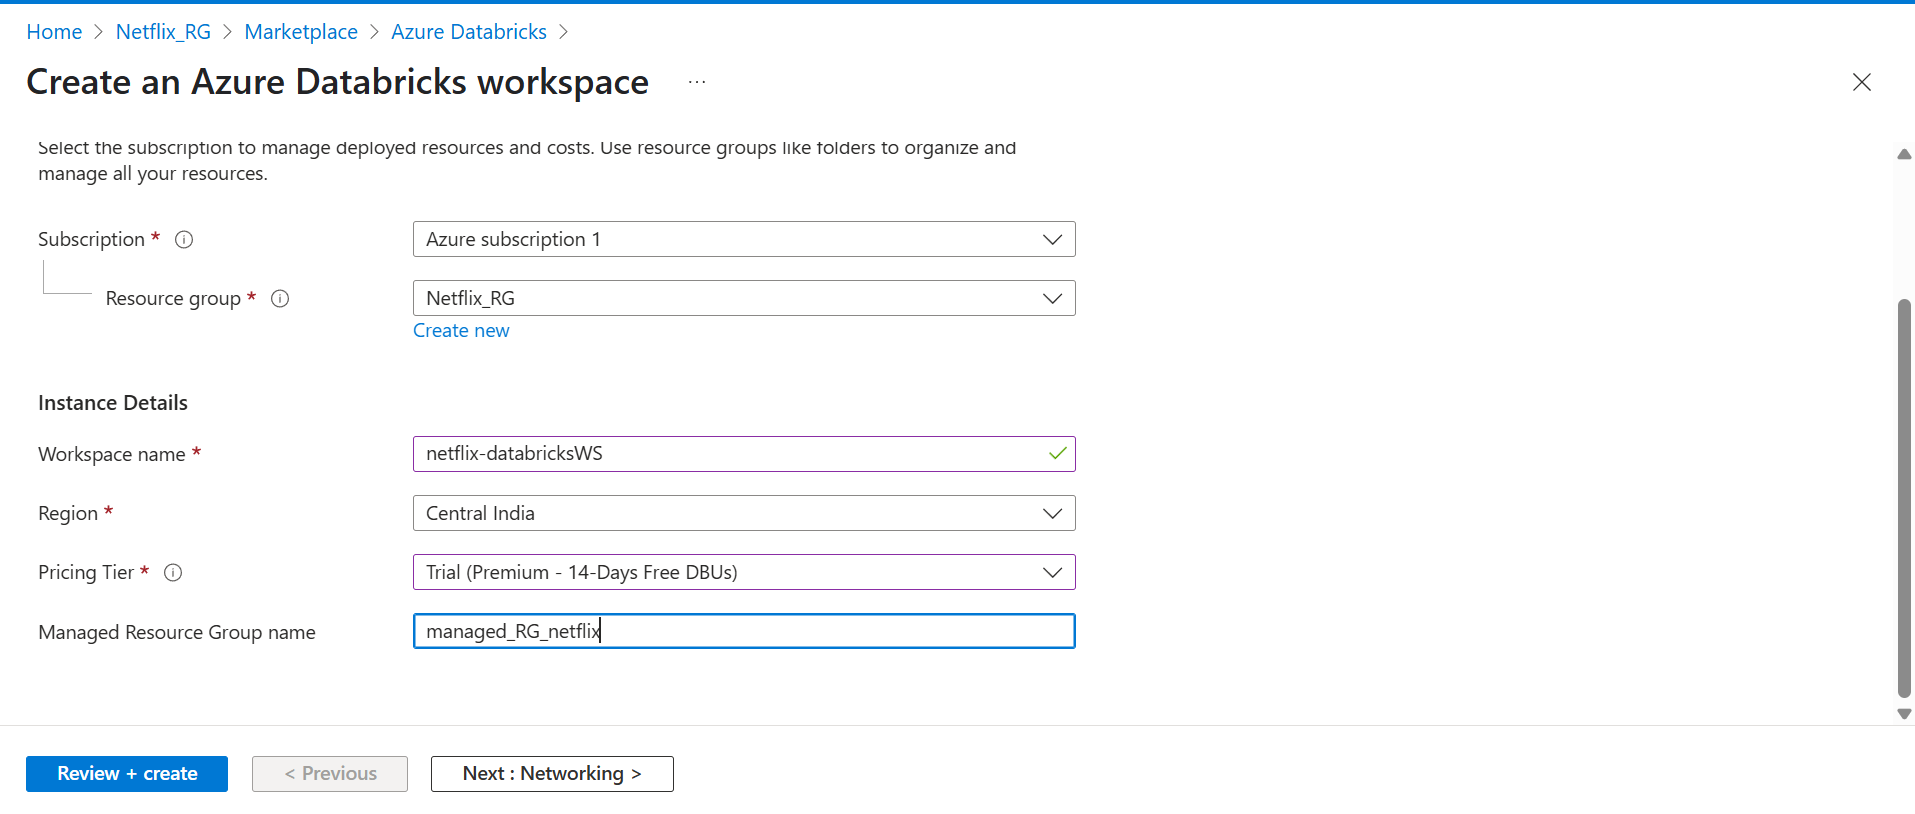 Home > Netflix_RG > Marketplace > Azure Databricks >
Create an Azure Databricks workspace ...
Select the subscription to manage deployed resources and costs. Use resource groups like folders to organize and
manage all your resources.
Subscription *
Azure subscription 1
Resource group *
Netflix_RG
Create new
Instance Details
Workspace name *
netflix-databricksWS
Region *
Central India
Pricing Tier *
Trial (Premium - 14-Days Free DBUs)
Managed Resource Group name
managed_RG_netflix
Review + create
< Previous
Next : Networking >